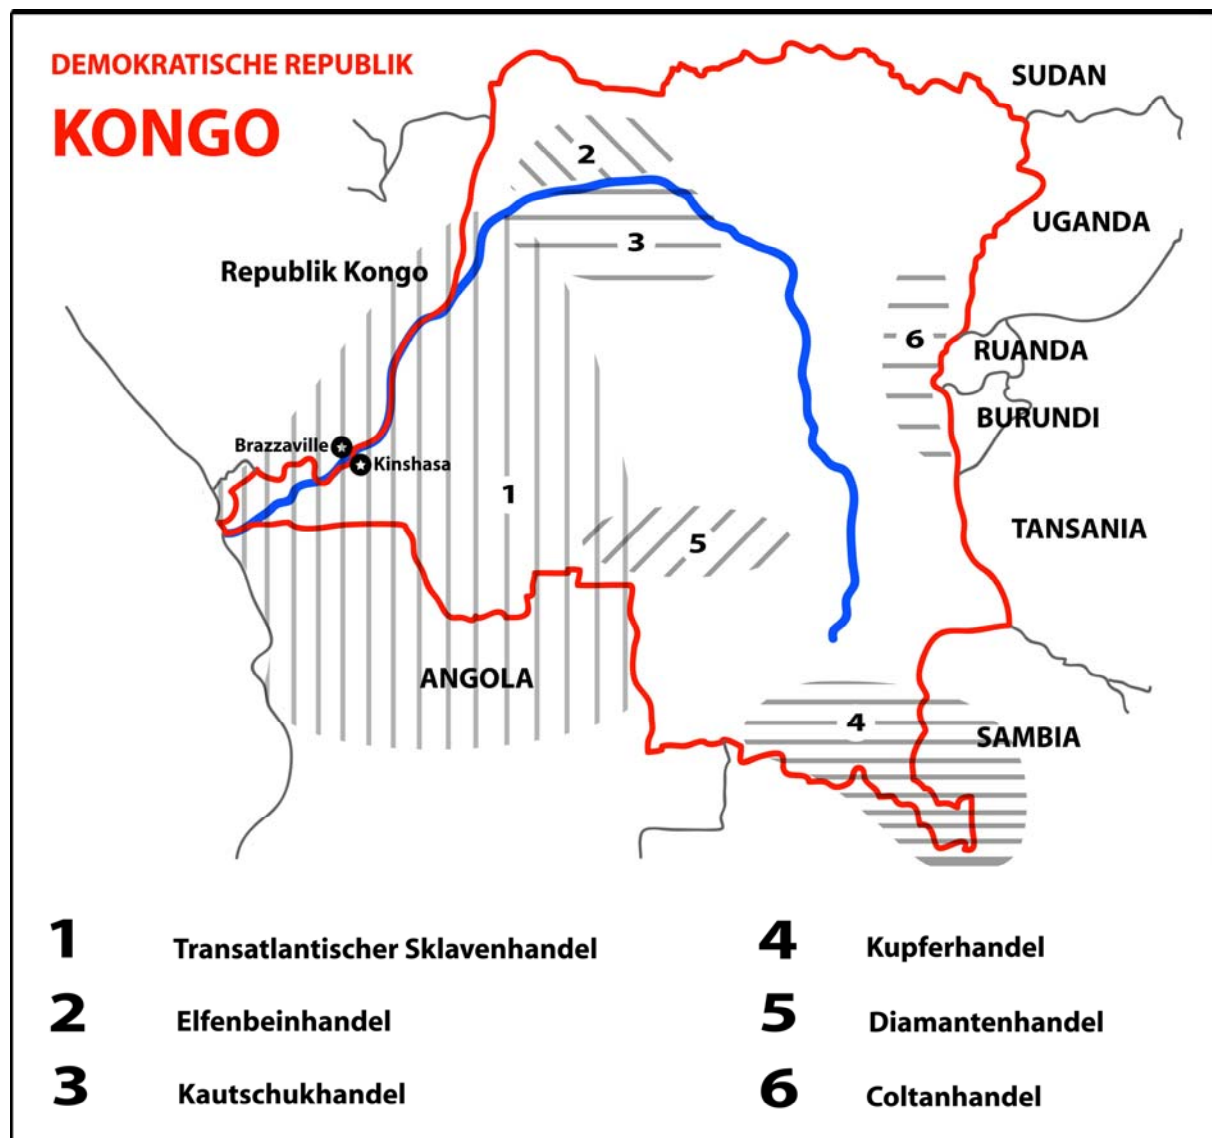 DEMOKRATISCHE REPUBLIK
KONGO
SUDAN
2
UGANDA
3
Republik Kongo
6
RUANDA
BURUNDI
Brazzaville
Kinshasa
1
TANSANIA
5
ANGOLA
4
SAMBIA
1 Transatlantischer Sklavenhandel
2 Elfenbeinhandel
3 Kautschukhandel
4 Kupferhandel
5 Diamantenhandel
6 Coltanhandel